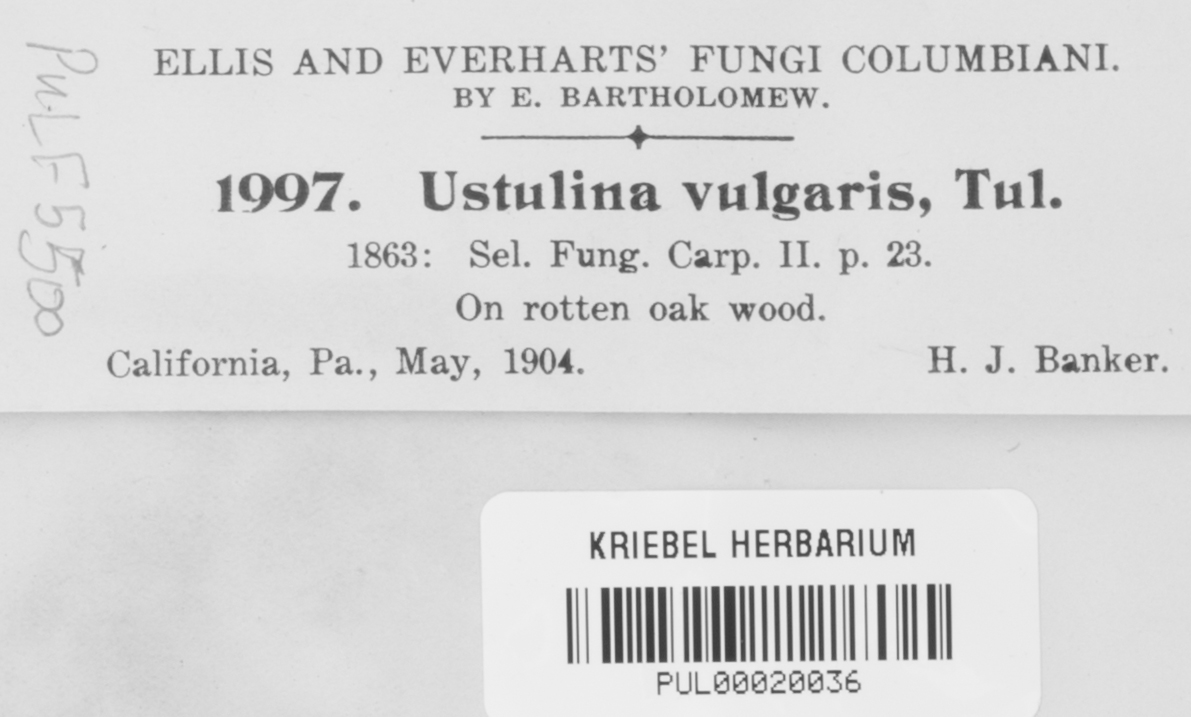 ELLIS AND EVERHARTS' FUNGI COLUMBIANI.
BY E. BARTHOLOMEW.
1997. Ustulina vulgaris, Tul.
1863: Sel. Fung. Carp. II. p. 23.
On rotten oak wood.
California, Pa., May, 1904. H. J. Banker.
PUL F5500
KRIEBEL HERBARIUM
PUL00020036